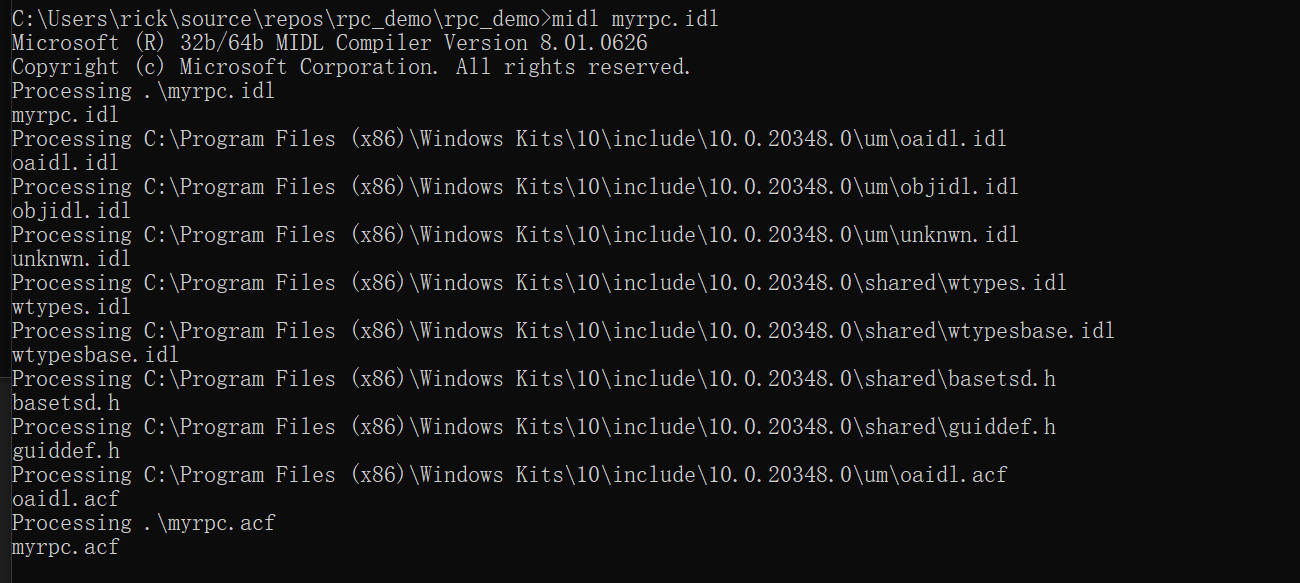 C:\Users\rick\source\repos\rpc_demo\rpc_demo>midl myrpc.idl
Microsoft (R) 32b/64b MIDL Compiler Version 8.01.0626
Copyright (c) Microsoft Corporation. All rights reserved.
Processing .\myrpc.idl
myrpc.idl
Processing C:\Program Files (x86)\Windows Kits\10\include\10.0.20348.0\um\oaidl.idl
oaidl.idl
Processing C:\Program Files (x86)\Windows Kits\10\include\10.0.20348.0\um\objidl.idl
objidl.idl
Processing C:\Program Files (x86)\Windows Kits\10\include\10.0.20348.0\um\unknwn.idl
unknwn.idl
Processing C:\Program Files (x86)\Windows Kits\10\include\10.0.20348.0\shared\wtypes.idl
wtypes.idl
Processing C:\Program Files (x86)\Windows Kits\10\include\10.0.20348.0\shared\wtypesbase.idl
wtypesbase.idl
Processing C:\Program Files (x86)\Windows Kits\10\include\10.0.20348.0\shared\basetsd.h
basetsd.h
Processing C:\Program Files (x86)\Windows Kits\10\include\10.0.20348.0\shared\guiddef.h
guiddef.h
Processing C:\Program Files (x86)\Windows Kits\10\include\10.0.20348.0\um\oaidl.acf
oaidl.acf
Processing .\myrpc.acf
myrpc.acf